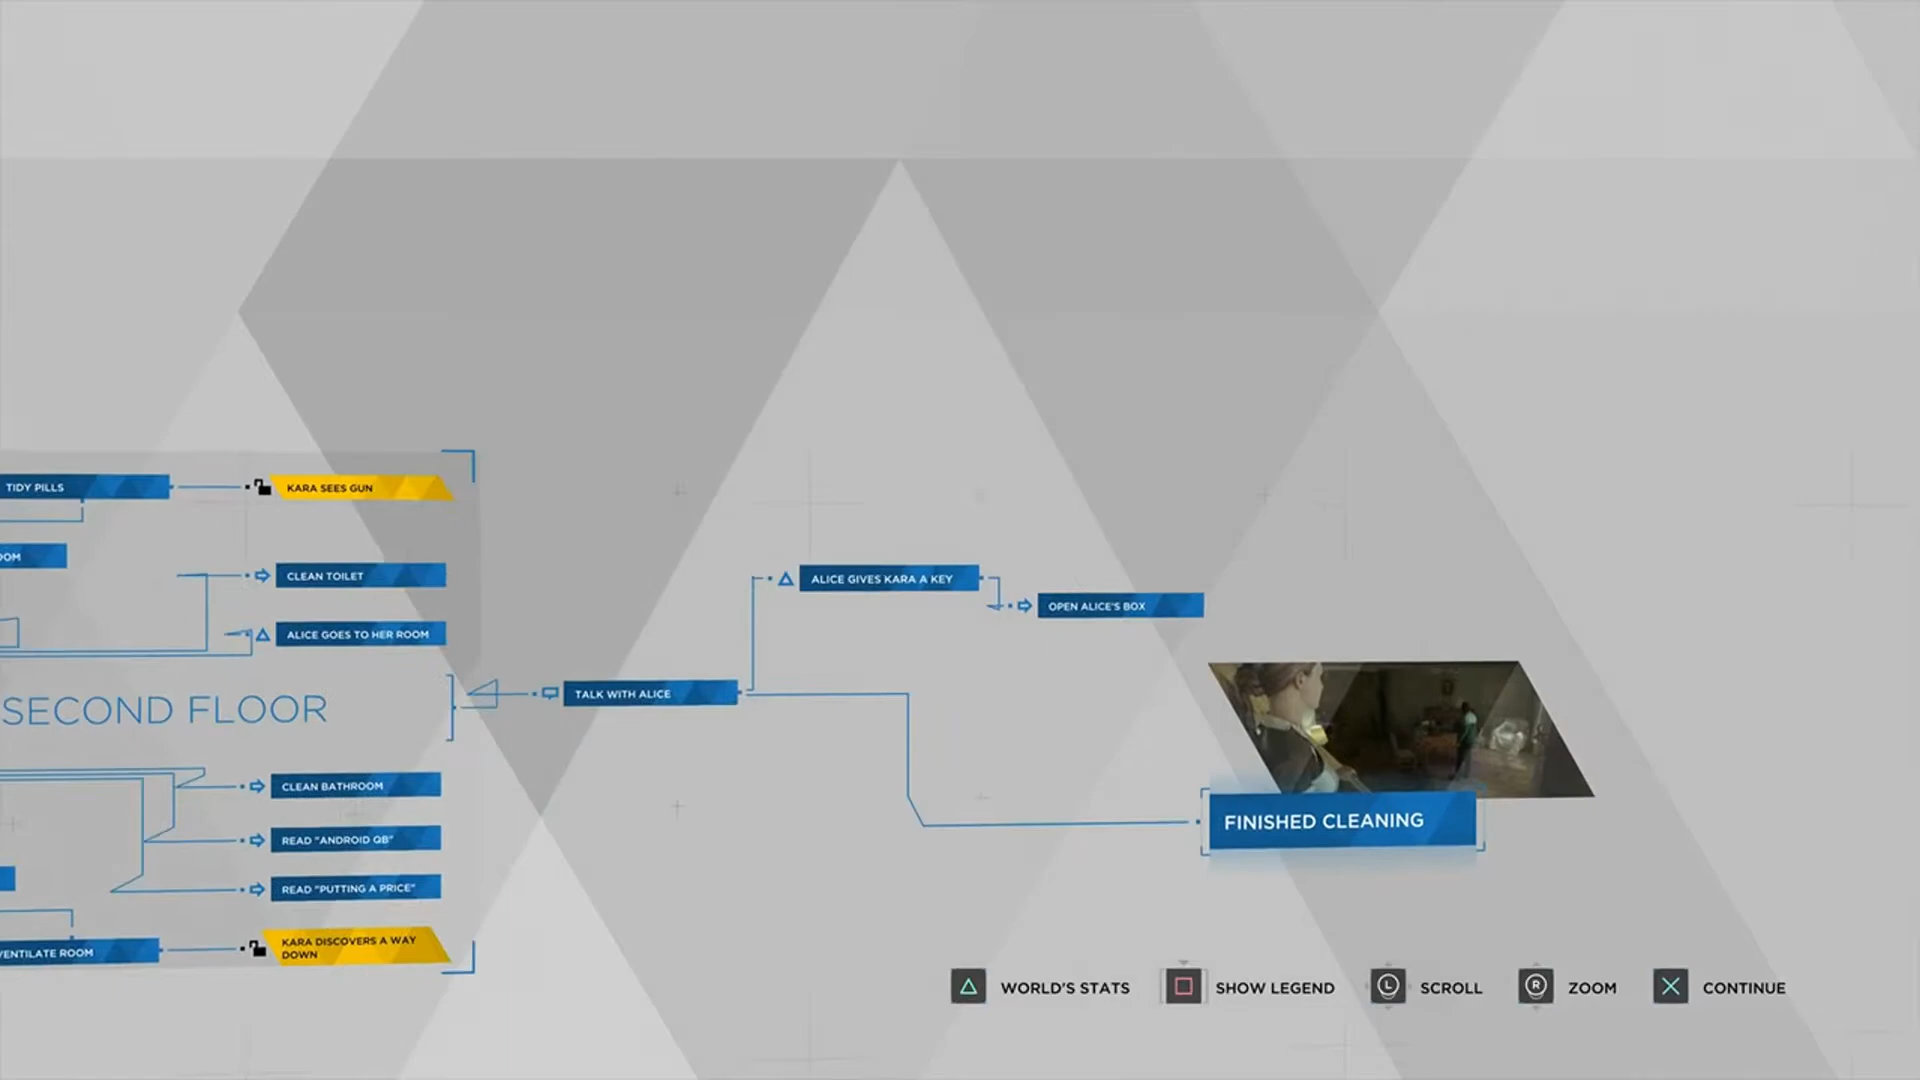 TIDY PILLS
KARA SEES GUN
OOM
CLEAN TOILET
ALICE GIVES KARA A KEY
OPEN ALICE'S BOX
ALICE GOES TO HER ROOM
SECOND FLOOR
TALK WITH ALICE
CLEAN BATHROOM
FINISHED CLEANING
READ "ANDROID QB"
READ "PUTTING A PRICE"
VENTILATE ROOM
KARA DISCOVERS A WAY
DOWN
WORLD'S STATS
SHOW LEGEND
L SCROLL
R ZOOM
CONTINUE